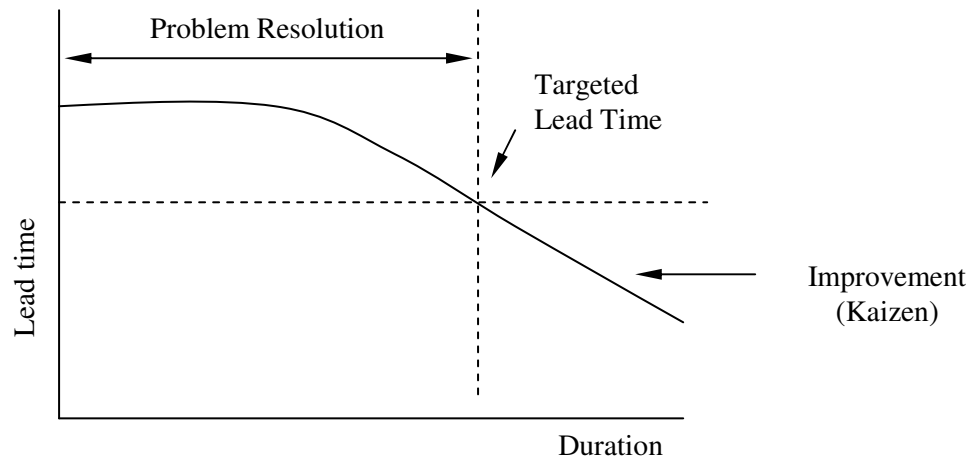 Problem Resolution
Targeted
Lead Time
Lead time
Improvement
(Kaizen)
Duration